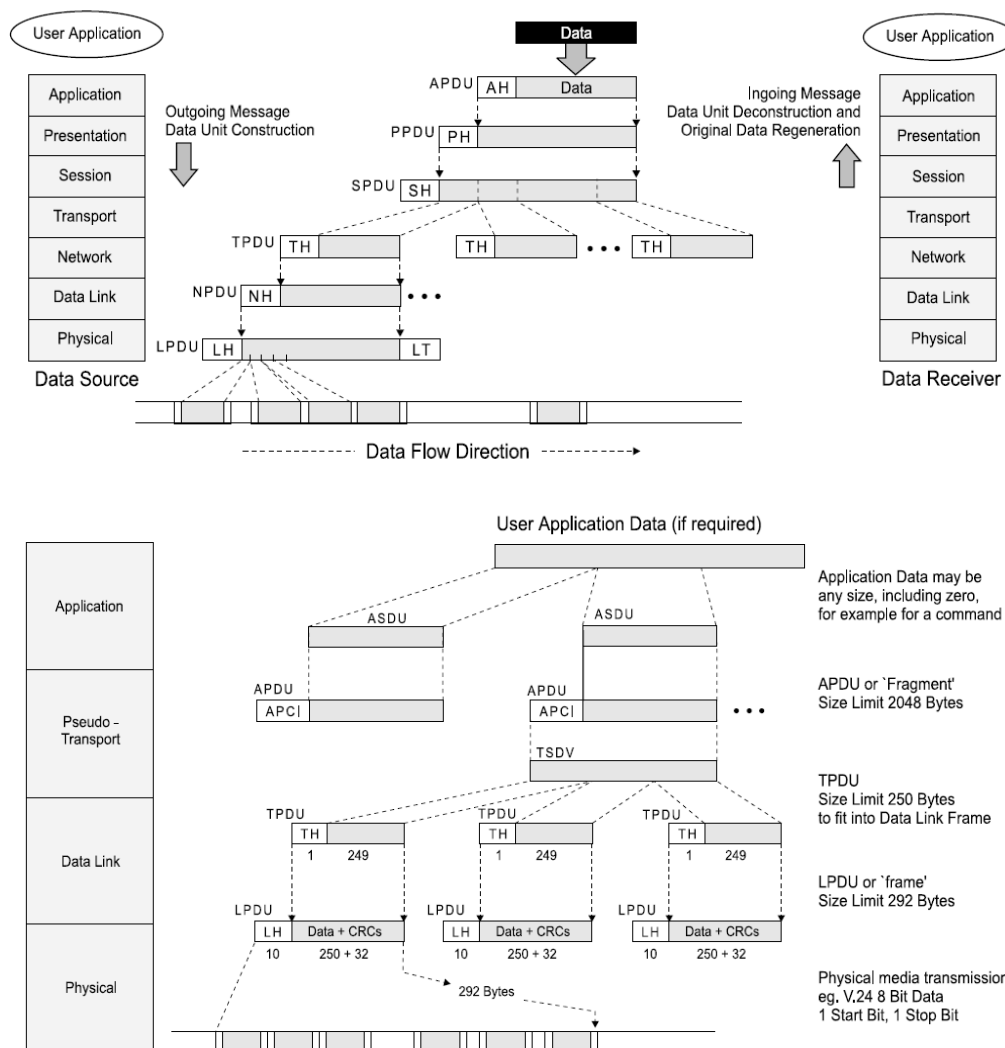 User Application
Data
User Application
Application
Presentation
Session
Transport
Network
Data Link
Physical
Data Source
Outgoing Message
Data Unit Construction
APDU
AH
Data
PPDU
PH
SPDU
SH
TPDU
TH
TH
• • •
TH
NPDU
NH
• • •
LPDU
LH
LT
Ingoing Message
Data Unit Deconstruction and
Original Data Regeneration
Application
Presentation
Session
Transport
Network
Data Link
Physical
Data Receiver
Data Flow Direction
User Application Data (if required)
Application
Pseudo -
Transport
Data Link
Physical
ASDU
ASDU
APDU
APCI
APDU
APCI
• • •
TSDV
TPDU
TH
1
249
TPDU
TH
1
249
TPDU
TH
1
249
LPDU
LH
Data + CRCs
10
250 + 32
LPDU
LH
Data + CRCs
10
250 + 32
LPDU
LH
Data + CRCs
10
250 + 32
292 Bytes
Application Data may be
any size, including zero,
for example for a command
APDU or `Fragment'
Size Limit 2048 Bytes
TPDU
Size Limit 250 Bytes
to fit into Data Link Frame
LPDU or `frame'
Size Limit 292 Bytes
Physical media transmission
eg. V.24 8 Bit Data
1 Start Bit, 1 Stop Bit